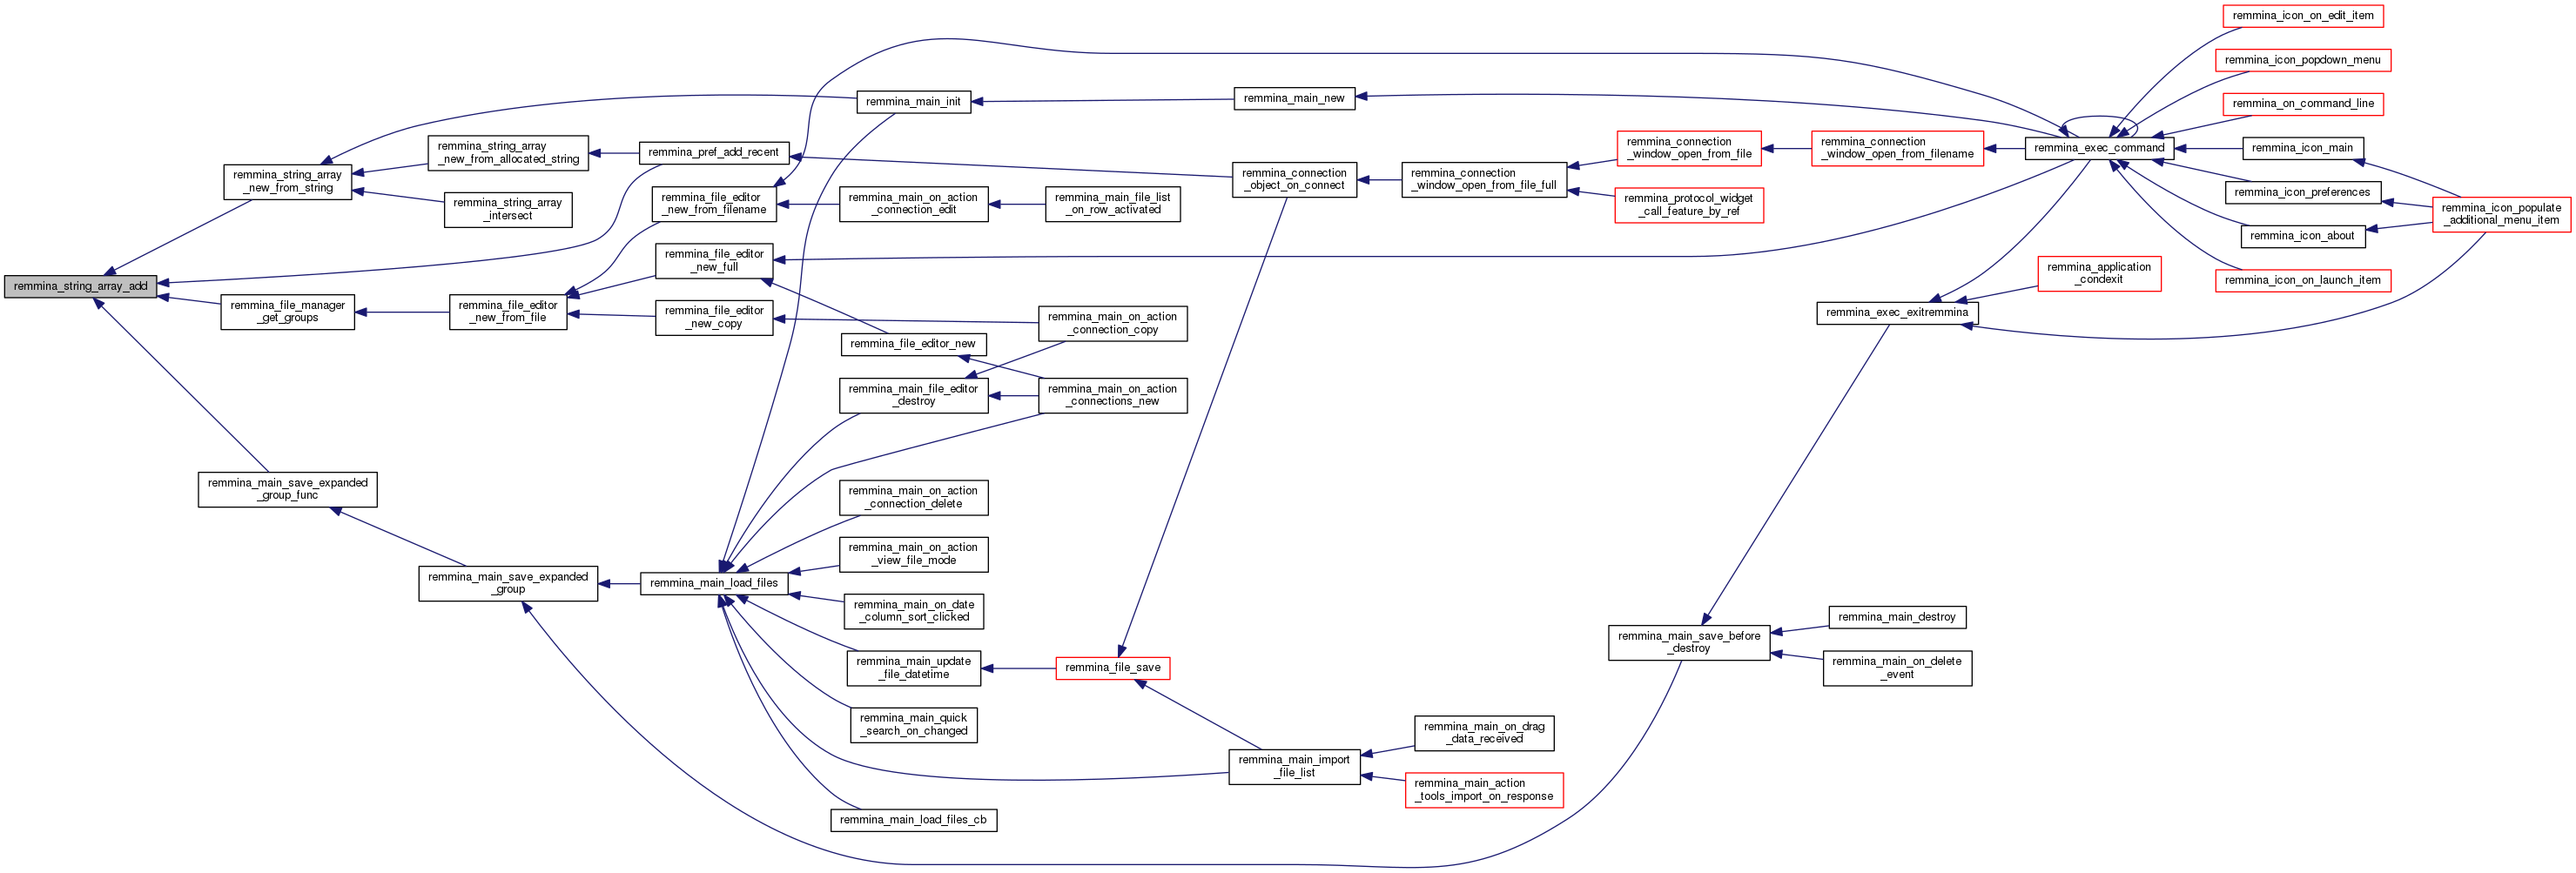 remmina_string_array_add
remmina_string_array
_new_from_string
remmina_main_init
remmina_main_new
remmina_exec_command
remmina_icon_on_edit_item
remmina_icon_popdown_menu
remmina_on_command_line
remmina_icon_main
remmina_icon_populate
_additional_menu_item
remmina_icon_preferences
remmina_icon_about
remmina_icon_on_launch_item
remmina_string_array
_new_from_allocated_string
remmina_pref_add_recent
remmina_connection
_object_on_connect
remmina_connection
_window_open_from_file_full
remmina_connection
_window_open_from_file
remmina_connection
_window_open_from_filename
remmina_protocol_widget
_call_feature_by_ref
remmina_string_array
_intersect
remmina_file_manager
_get_groups
remmina_file_editor
_new_from_file
remmina_file_editor
_new_from_filename
remmina_main_on_action
_connection_edit
remmina_main_file_list
_on_row_activated
remmina_file_editor
_new_full
remmina_file_editor_new
remmina_main_on_action
_connections_new
remmina_file_editor
_new_copy
remmina_main_on_action
_connection_copy
remmina_main_save_expanded
_group_func
remmina_main_save_expanded
_group
remmina_main_load_files
remmina_main_file_editor
_destroy
remmina_main_on_action
_connection_delete
remmina_main_on_action
_view_file_mode
remmina_main_on_date
_column_sort_clicked
remmina_main_update
_file_datetime
remmina_file_save
remmina_main_import
_file_list
remmina_main_on_drag
_data_received
remmina_main_action
_tools_import_on_response
remmina_main_quick
_search_on_changed
remmina_main_load_files_cb
remmina_main_save_before
_destroy
remmina_exec_exitremmina
remmina_application
_condexit
remmina_main_destroy
remmina_main_on_delete
_event